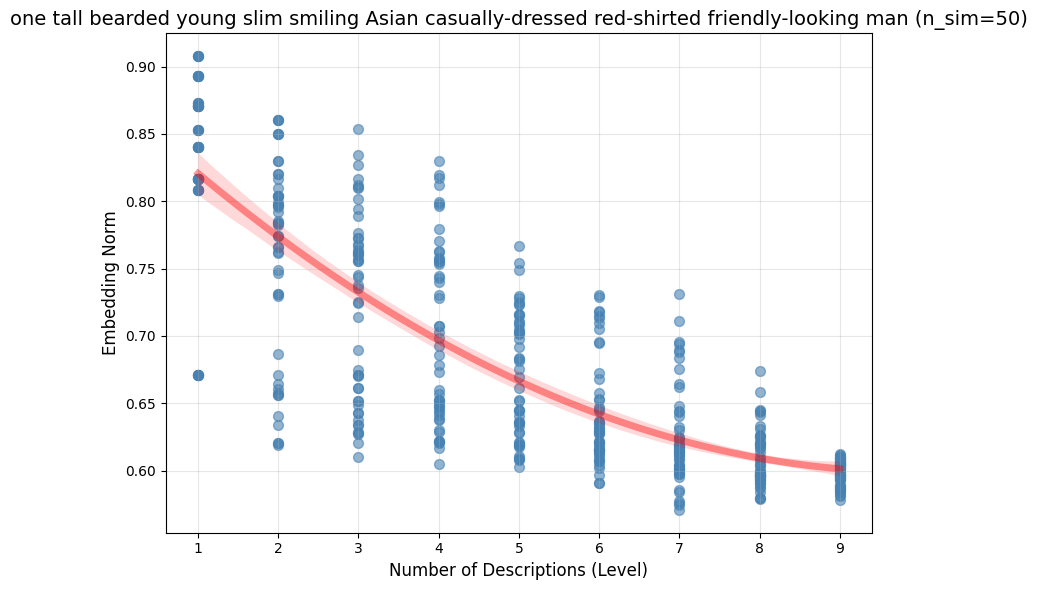 one tall bearded young slim smiling Asian casually-dressed red-shirted friendly-looking man (n_sim=50)
0.90
0.85
0.80
0.75
0.70
0.65
0.60
Embedding Norm
1 2 3 4 5 6 7 8 9
Number of Descriptions (Level)